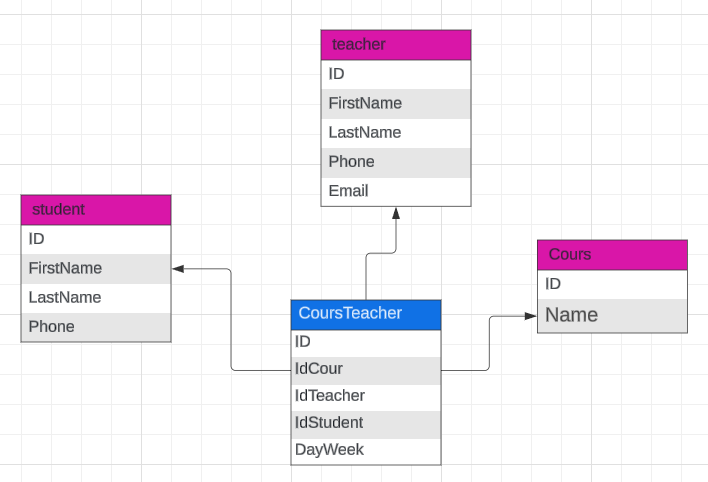 teacher
ID
FirstName
LastName
Phone
Email
student
ID
FirstName
LastName
Phone
Cours
ID
Name
CoursTeacher
ID
IdCour
IdTeacher
IdStudent
DayWeek